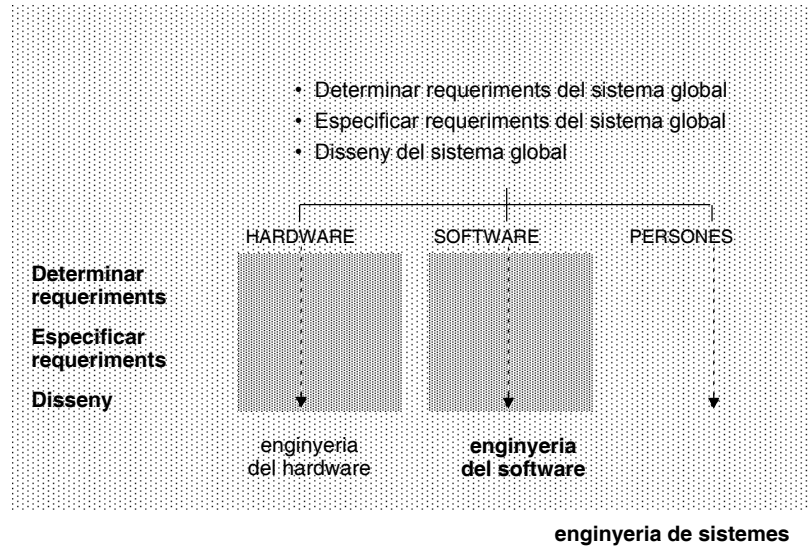 • Determinar requeriments del sistema global
• Especificar requeriments del sistema global
• Disseny del sistema global
HARDWARE SOFTWARE PERSONES
Determinar
requeriments
Especificar
requeriments
Disseny
enginyeria
del hardware
enginyeria
del software
enginyeria de sistemes